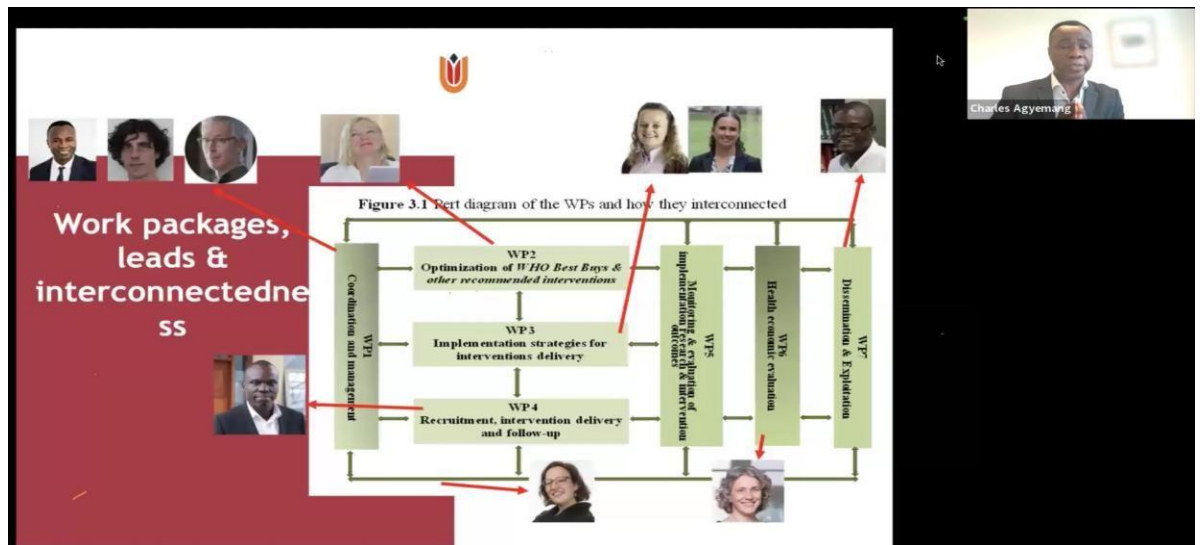 Charles Agyemang
Work packages,
leads &
interconnectedne
ss
Figure 3.1 Pert diagram of the WPs and how they interconnected
WP1
Coordination and management
WP2
Optimization of WHO Best Buys &
other recommended interventions
WP3
Implementation strategies for
interventions delivery
WP4
Recruitment, intervention delivery
and follow-up
WP5
Monitoring & evaluation of
implementation research & intervention
outcomes
WP6
Health economic evaluation
WP7
Dissemination & Exploitation